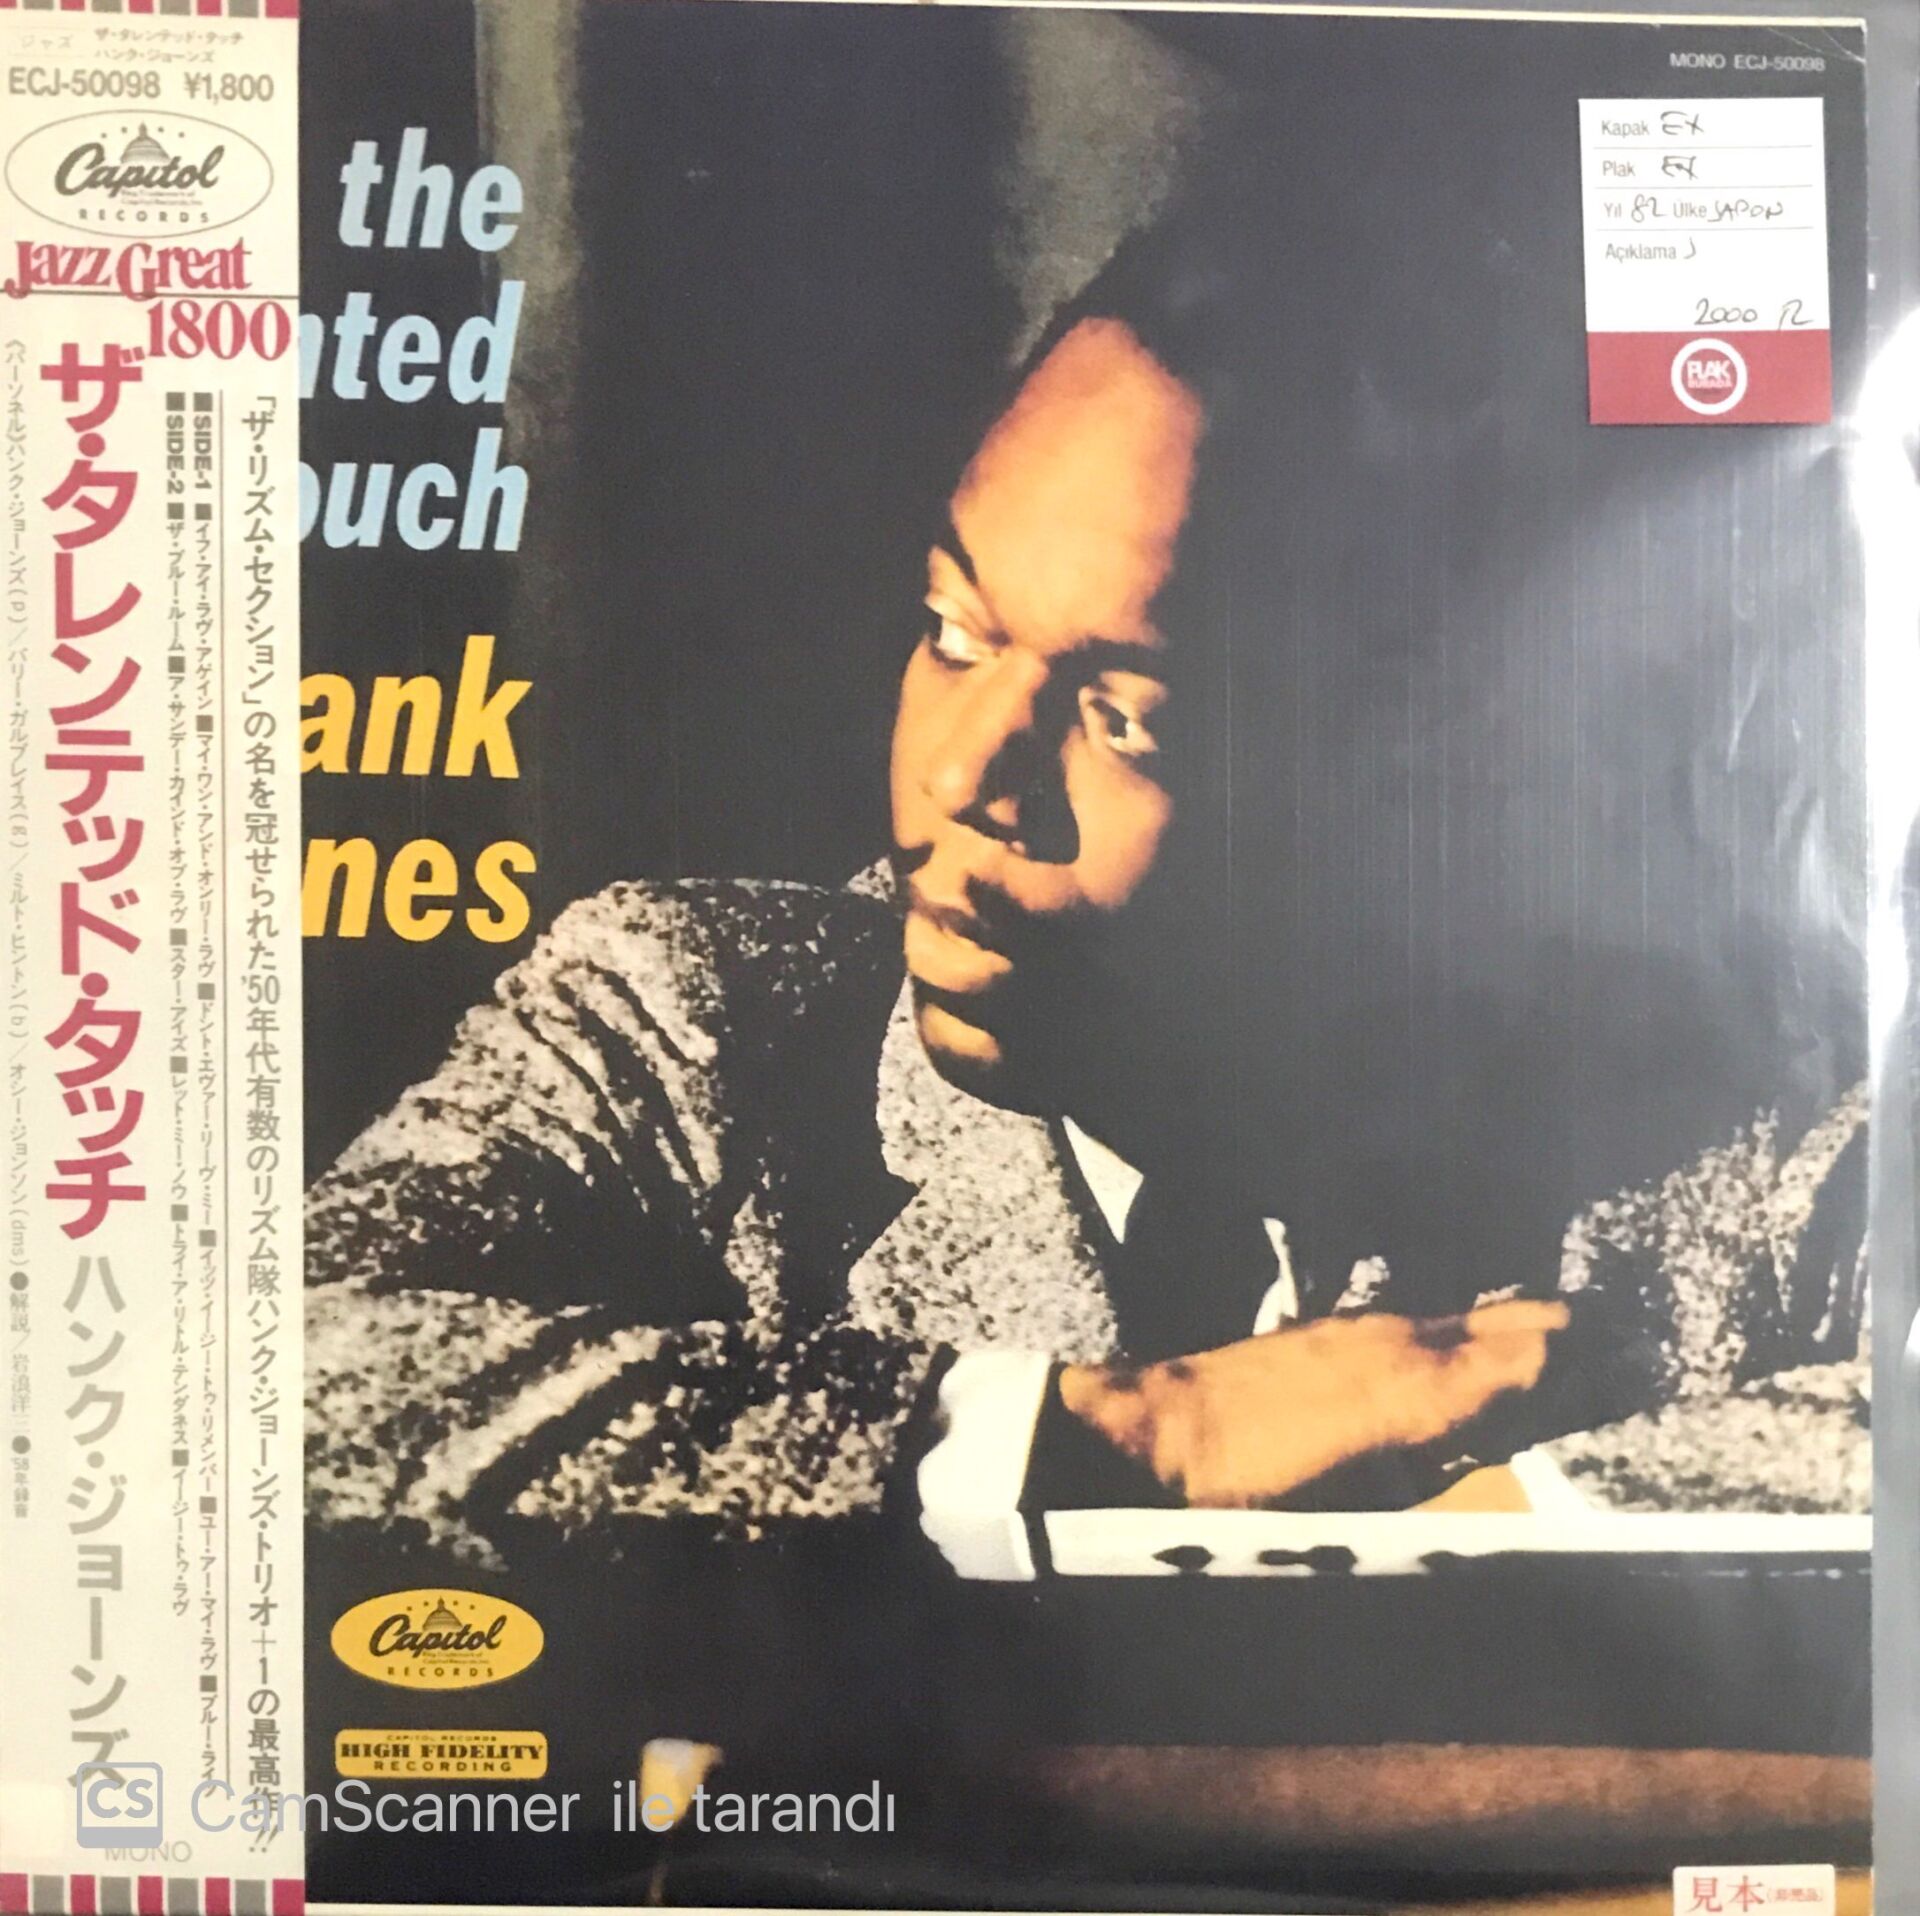 ジャズ
ザ・タレンテッド・タッチ
ハンク・ジョーンズ
ECJ-50098 ¥1,800
Capitol
RECORDS
Jazz Great
1800
「ザ・リズム・セクション」の名を冠せられた'50年代有数のリズム隊ハンク・ジョーンズ・トリオ+1の最高作!!
■SIDE-1 ■イフ・アイ・ラヴ・アゲイン■マイ・ワン・アンド・オンリー・ラヴ■ドント・エヴァー・リーヴ・ミー■イッツ・イージー・トゥ・リメンバー■ユー・アー・マイ・ラヴ■ブルー・ライツ
■SIDE-2 ■ザ・ブルー・ルーム■ア・サンデー・カインド・オブ・ラヴ■スター・アイズ■レット・ミー・ノウ■トライ・ア・リトル・テンダネス■イージー・トゥ・ラヴ
ザ・タレンテッド・タッチ ハンク・ジョーンズ
《パーソネル》ハンク・ジョーンズ(p)／バリー・ガルブレイス(g)／ミルト・ヒントン(b)／オシー・ジョンソン(dms)●解説／岩浪洋三●'58年録音
MONO
the
nted
ouch
ank
nes
MONO ECJ-50098
Kapak EX
Plak EX
Yıl 82 Ülke JAPON
Açıklama
2000 TL
PLAK
BURADA
Capitol
RECORDS
CAPITOL RECORDS
HIGH FIDELITY
RECORDING
CS CamScanner ile tarandı
見本(非売品)